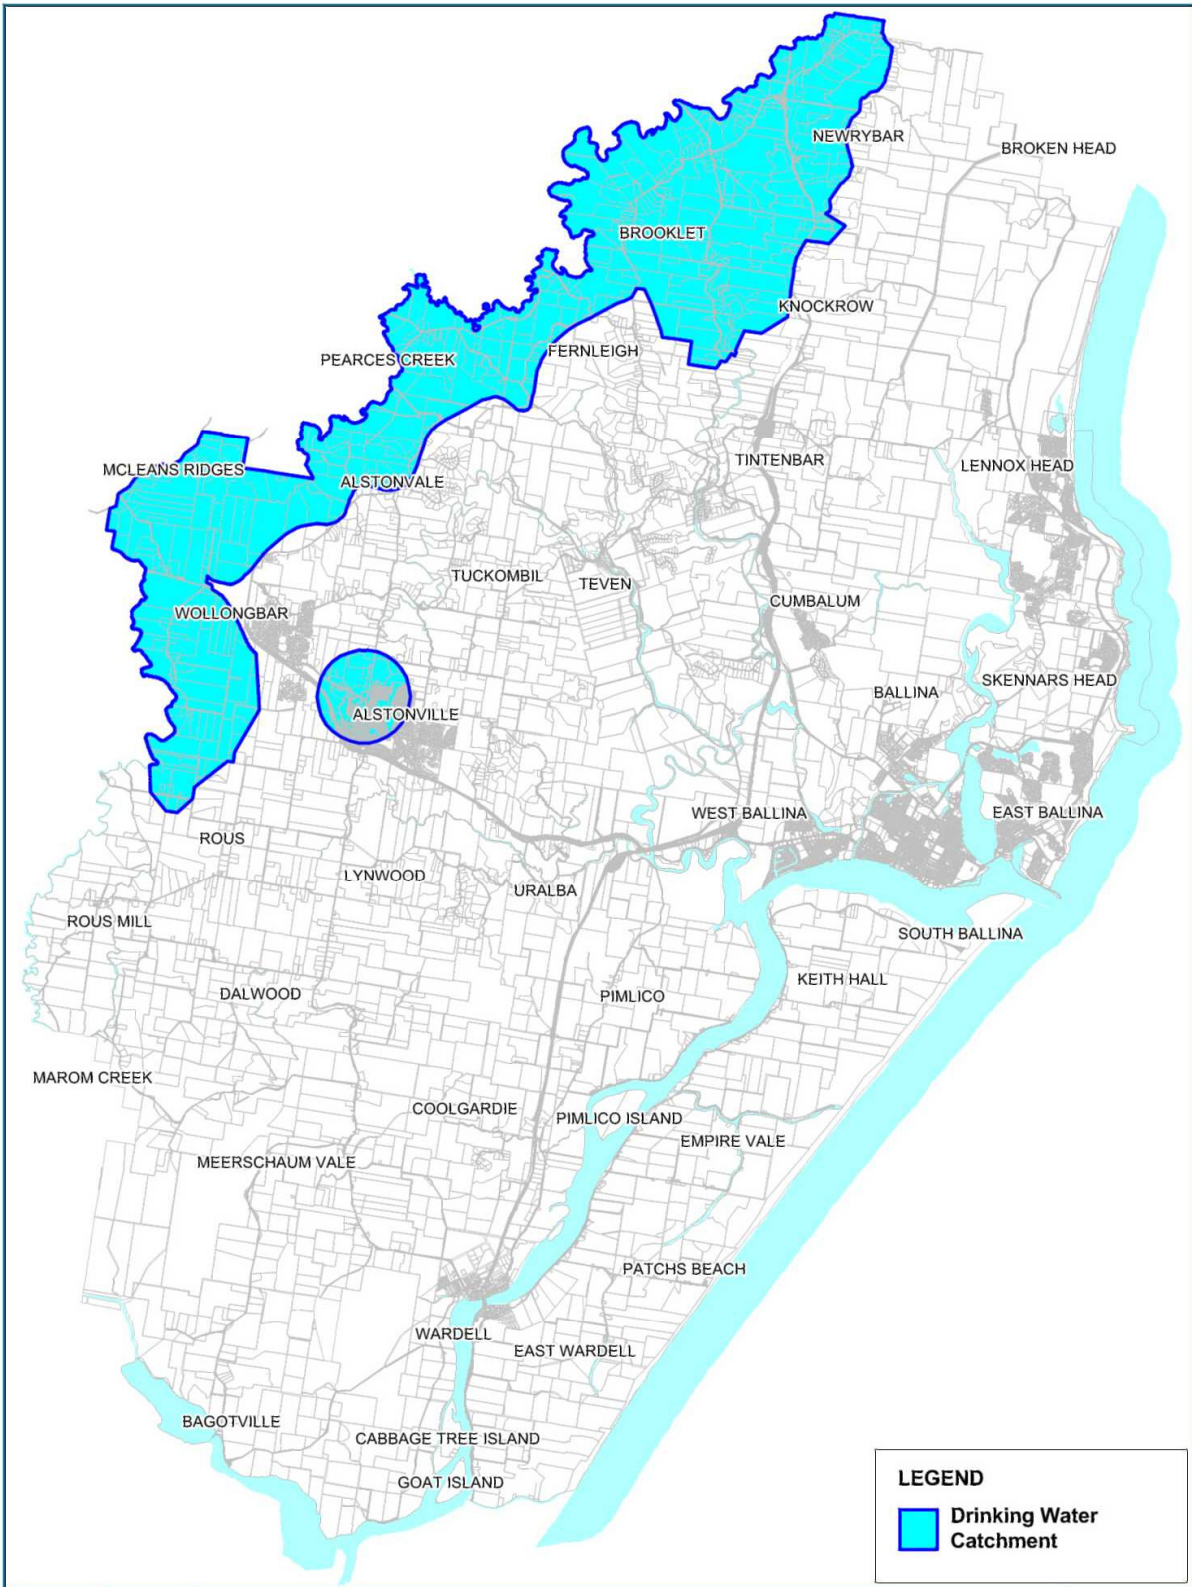 NEWRYBAR
BROKEN HEAD
BROOKLET
KNOCKROW
FERNLEIGH
PEARCES CREEK
TINTENBAR
LENNOX HEAD
MCLEANS RIDGES
ALSTONVALE
TUCKOMBIL
TEVEN
CUMBALUM
WOLLONGBAR
SKENNARS HEAD
BALLINA
ALSTONVILLE
WEST BALLINA
EAST BALLINA
ROUS
LYNWOOD
URALBA
ROUS MILL
SOUTH BALLINA
KEITH HALL
DALWOOD
PIMLICO
MAROM CREEK
COOLGARDIE
PIMLICO ISLAND
EMPIRE VALE
MEERSCHAUM VALE
PATCHS BEACH
WARDELL
EAST WARDELL
BAGOTVILLE
CABBAGE TREE ISLAND
GOAT ISLAND
LEGEND
Drinking Water
Catchment